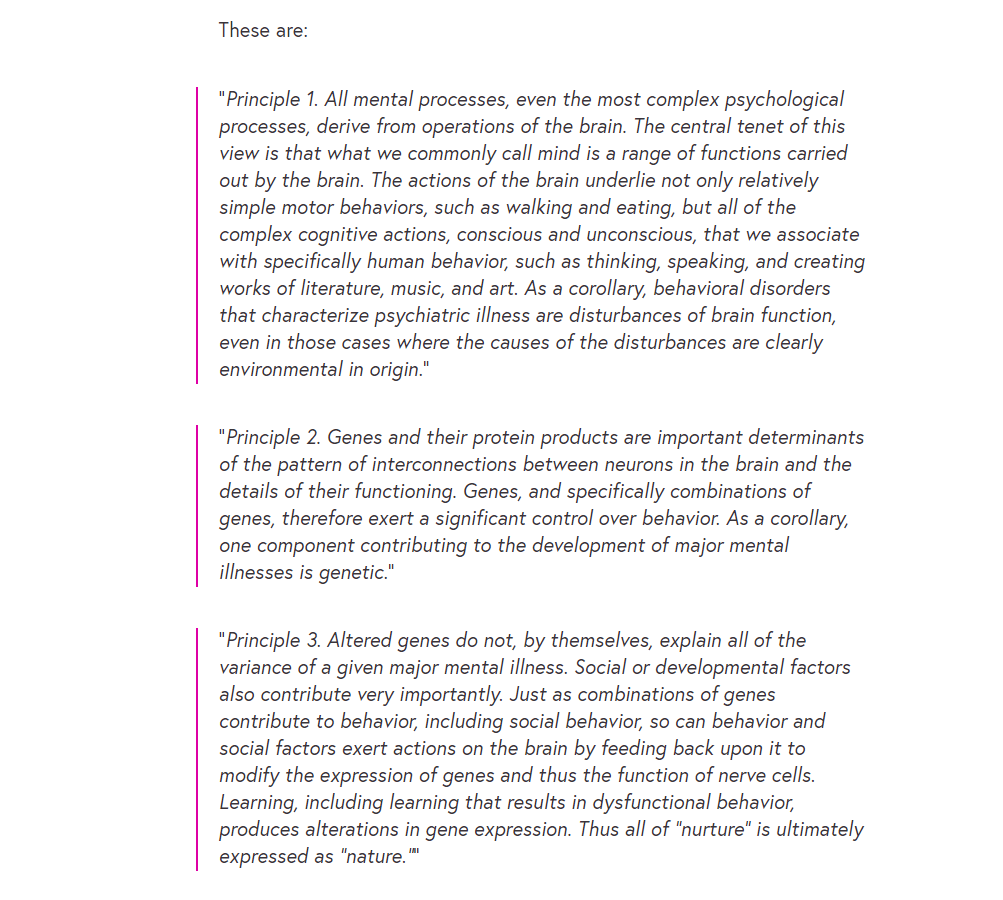 These are:
"Principle 1. All mental processes, even the most complex psychological
processes, derive from operations of the brain. The central tenet of this
view is that what we commonly call mind is a range of functions carried
out by the brain. The actions of the brain underlie not only relatively
simple motor behaviors, such as walking and eating, but all of the
complex cognitive actions, conscious and unconscious, that we associate
with specifically human behavior, such as thinking, speaking, and creating
works of literature, music, and art. As a corollary, behavioral disorders
that characterize psychiatric illness are disturbances of brain function,
even in those cases where the causes of the disturbances are clearly
environmental in origin."
"Principle 2. Genes and their protein products are important determinants
of the pattern of interconnections between neurons in the brain and the
details of their functioning. Genes, and specifically combinations of
genes, therefore exert a significant control over behavior. As a corollary,
one component contributing to the development of major mental
illnesses is genetic."
"Principle 3. Altered genes do not, by themselves, explain all of the
variance of a given major mental illness. Social or developmental factors
also contribute very importantly. Just as combinations of genes
contribute to behavior, including social behavior, so can behavior and
social factors exert actions on the brain by feeding back upon it to
modify the expression of genes and thus the function of nerve cells.
Learning, including learning that results in dysfunctional behavior,
produces alterations in gene expression. Thus all of “nurture” is ultimately
expressed as “nature.”"